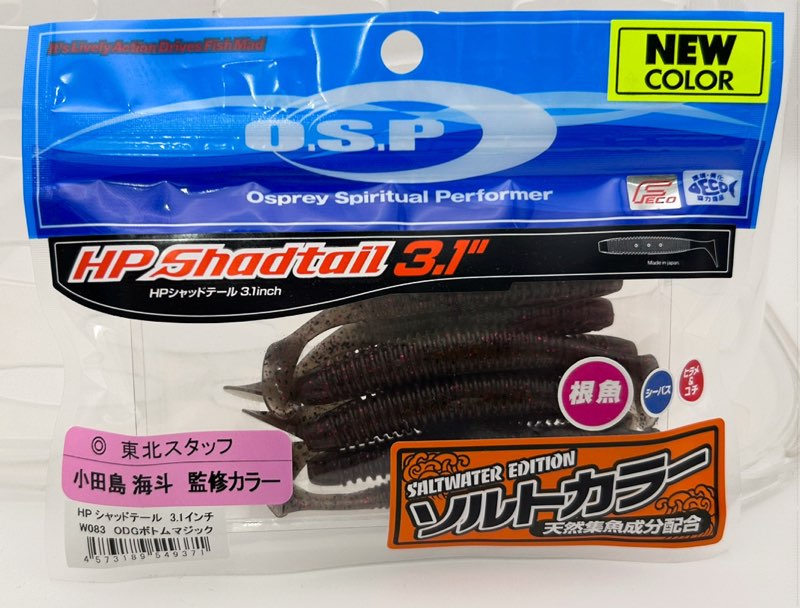 It's Lively Action Drives Fish Mad
NEW
COLOR
O.S.P
Osprey Spiritual Performer
FECO
eco
HP Shadtail 3.1"
HPシャッドテール 3.1inch
Made in japan.
根魚
シーバス
ヒラメ
&
コチ
◎ 東北スタッフ
小田島 海斗 監修カラー
SALTWATER EDITION
ソルトカラー
天然集魚成分配合
HP シャッドテール 3.1インチ
W083 ODGボトムマジック
4 573189 549371